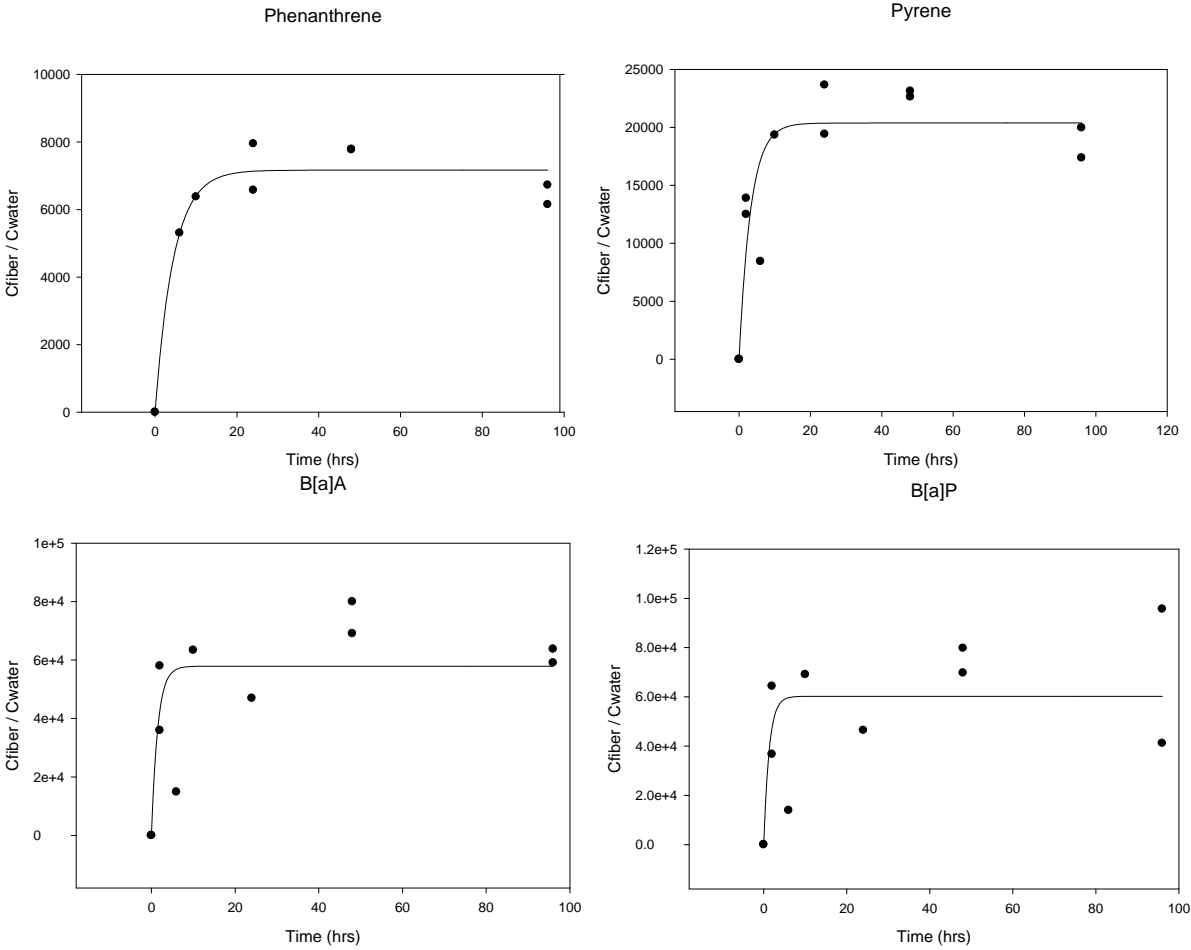 Phenanthrene
10000
8000
6000
4000
2000
0
Cfiber / Cwater
0 20 40 60 80 100
Time (hrs)
Pyrene
25000
20000
15000
10000
5000
0
Cfiber / Cwater
0 20 40 60 80 100 120
Time (hrs)
B[a]A
1e+5
8e+4
6e+4
4e+4
2e+4
0
Cfiber / Cwater
0 20 40 60 80 100
Time (hrs)
B[a]P
1.2e+5
1.0e+5
8.0e+4
6.0e+4
4.0e+4
2.0e+4
0.0
Cfiber / Cwater
0 20 40 60 80 100
Time (hrs)